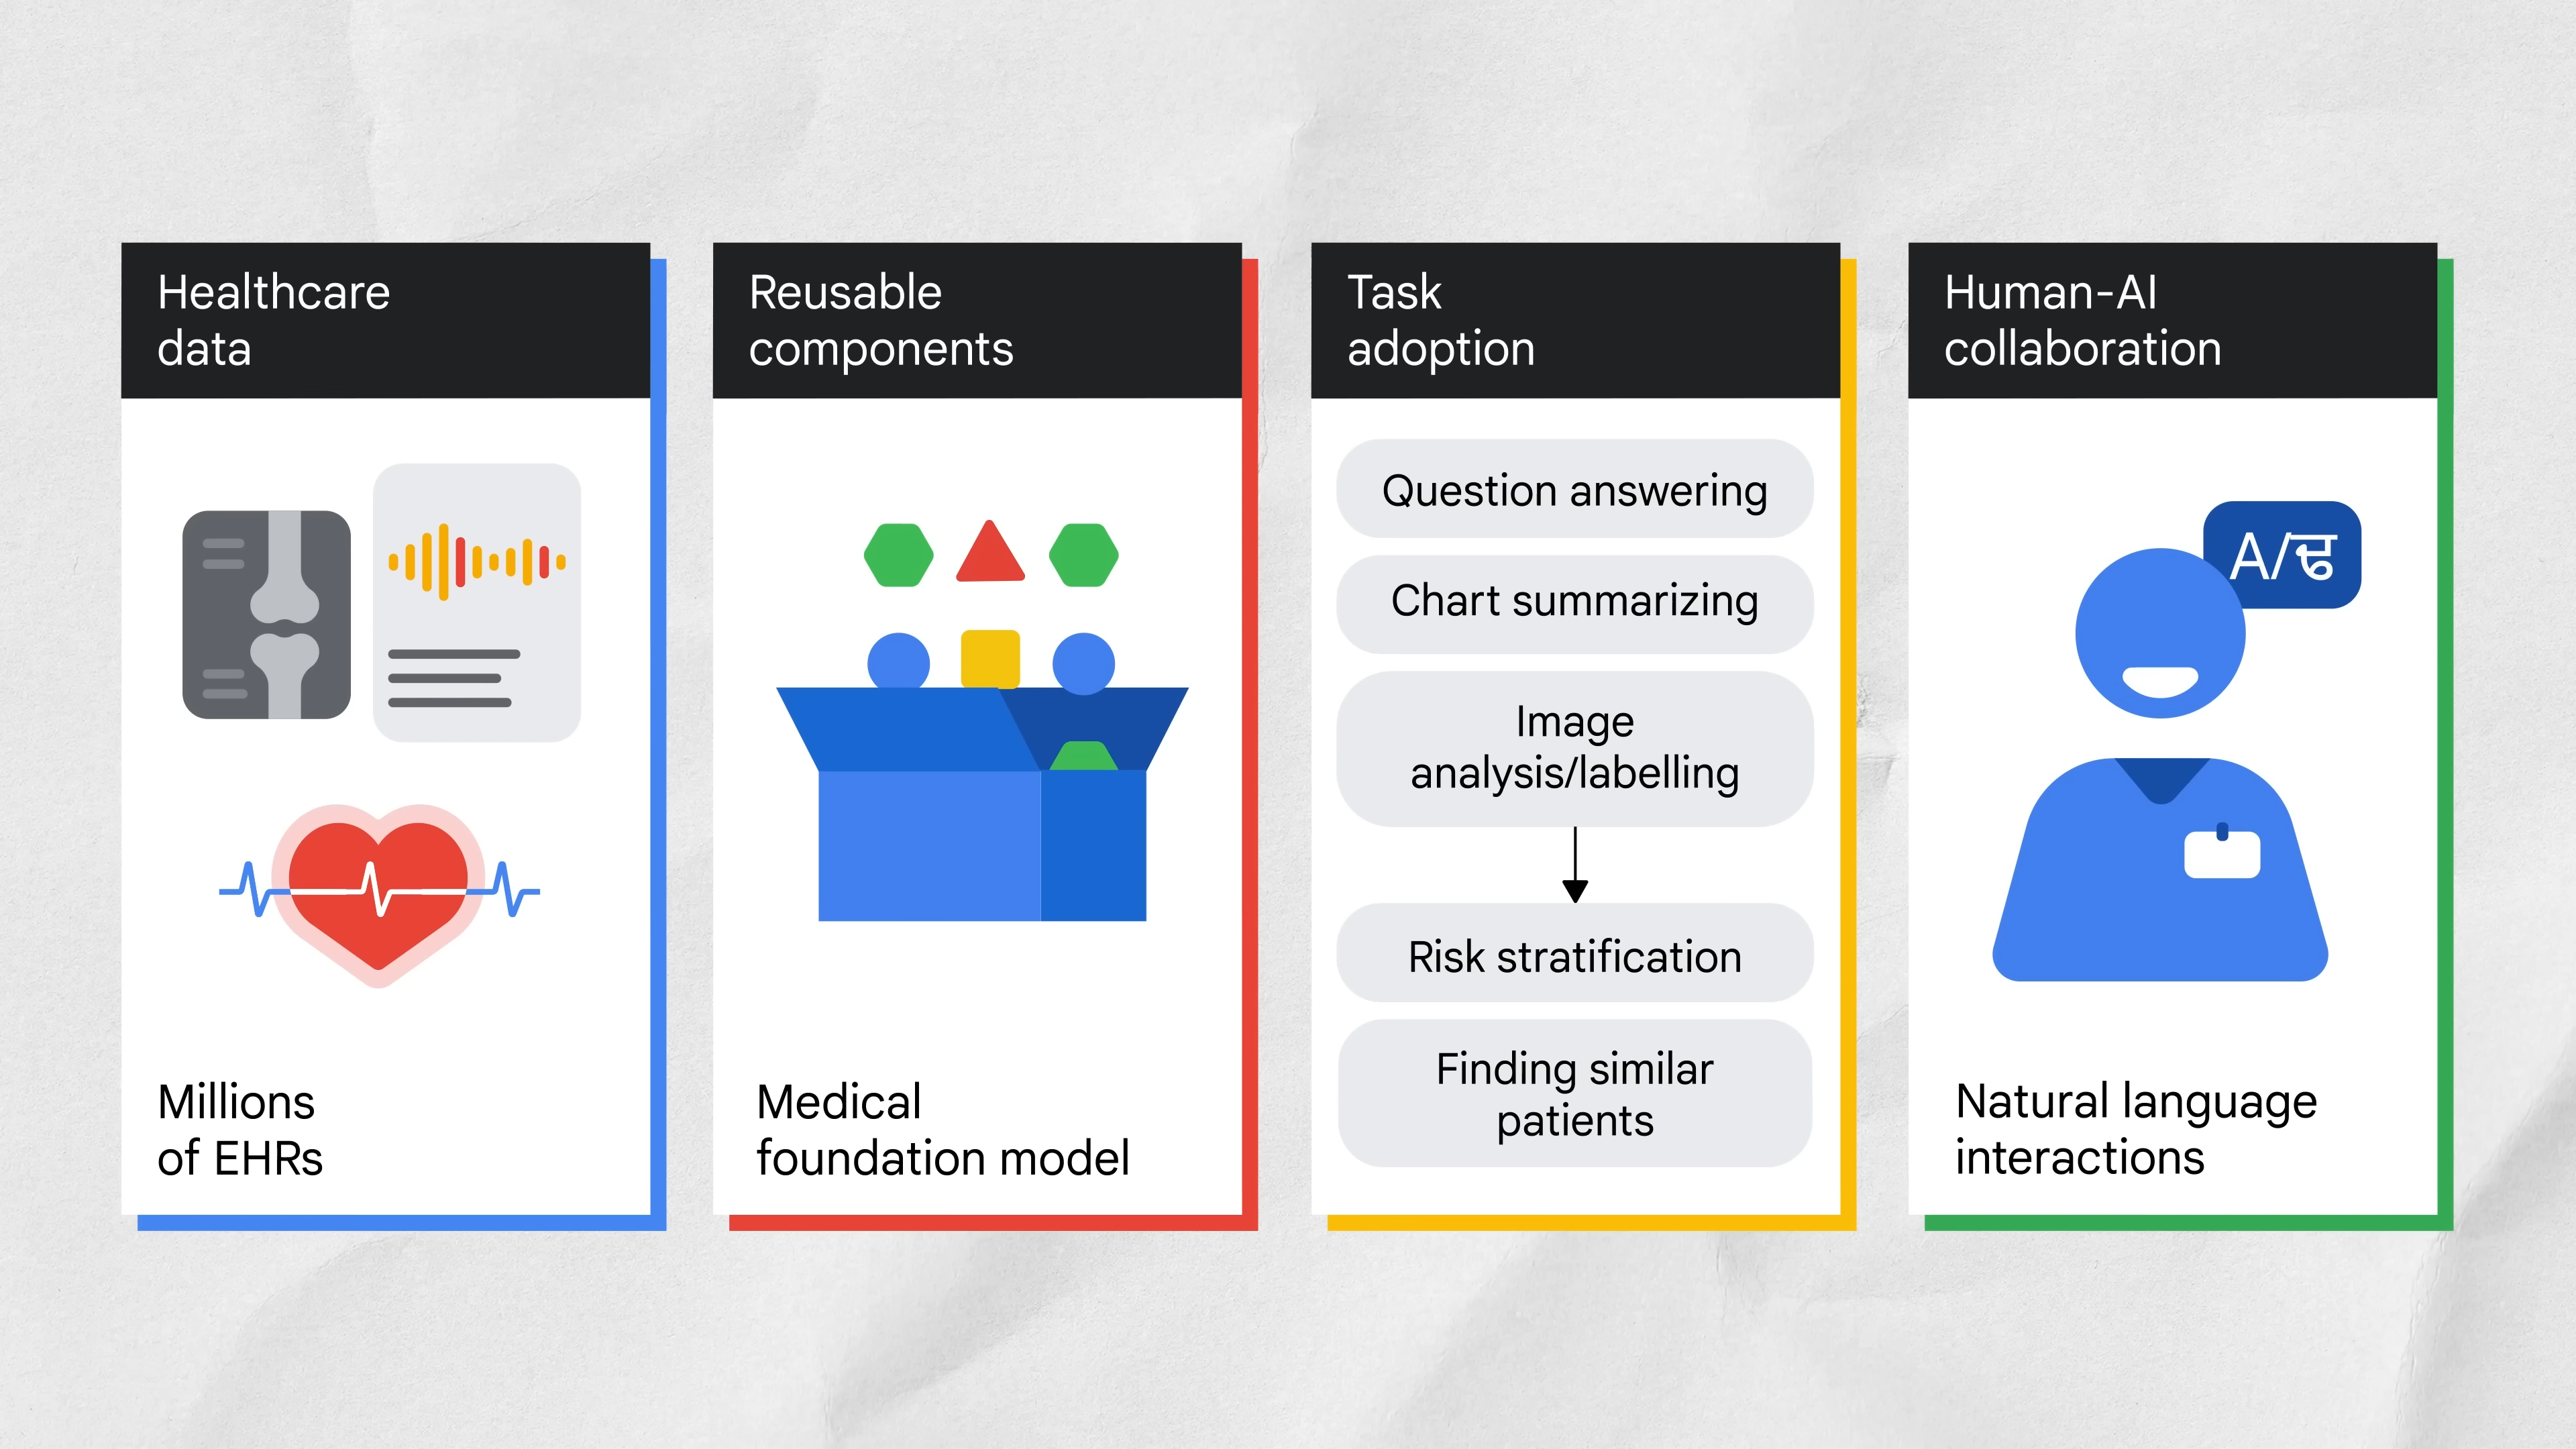 Healthcare
data
Millions
of EHRs
Reusable
components
Medical
foundation model
Task
adoption
Question answering
Chart summarizing
Image
analysis/labelling
Risk stratification
Finding similar
patients
Human-AI
collaboration
A/ਢ
Natural language
interactions